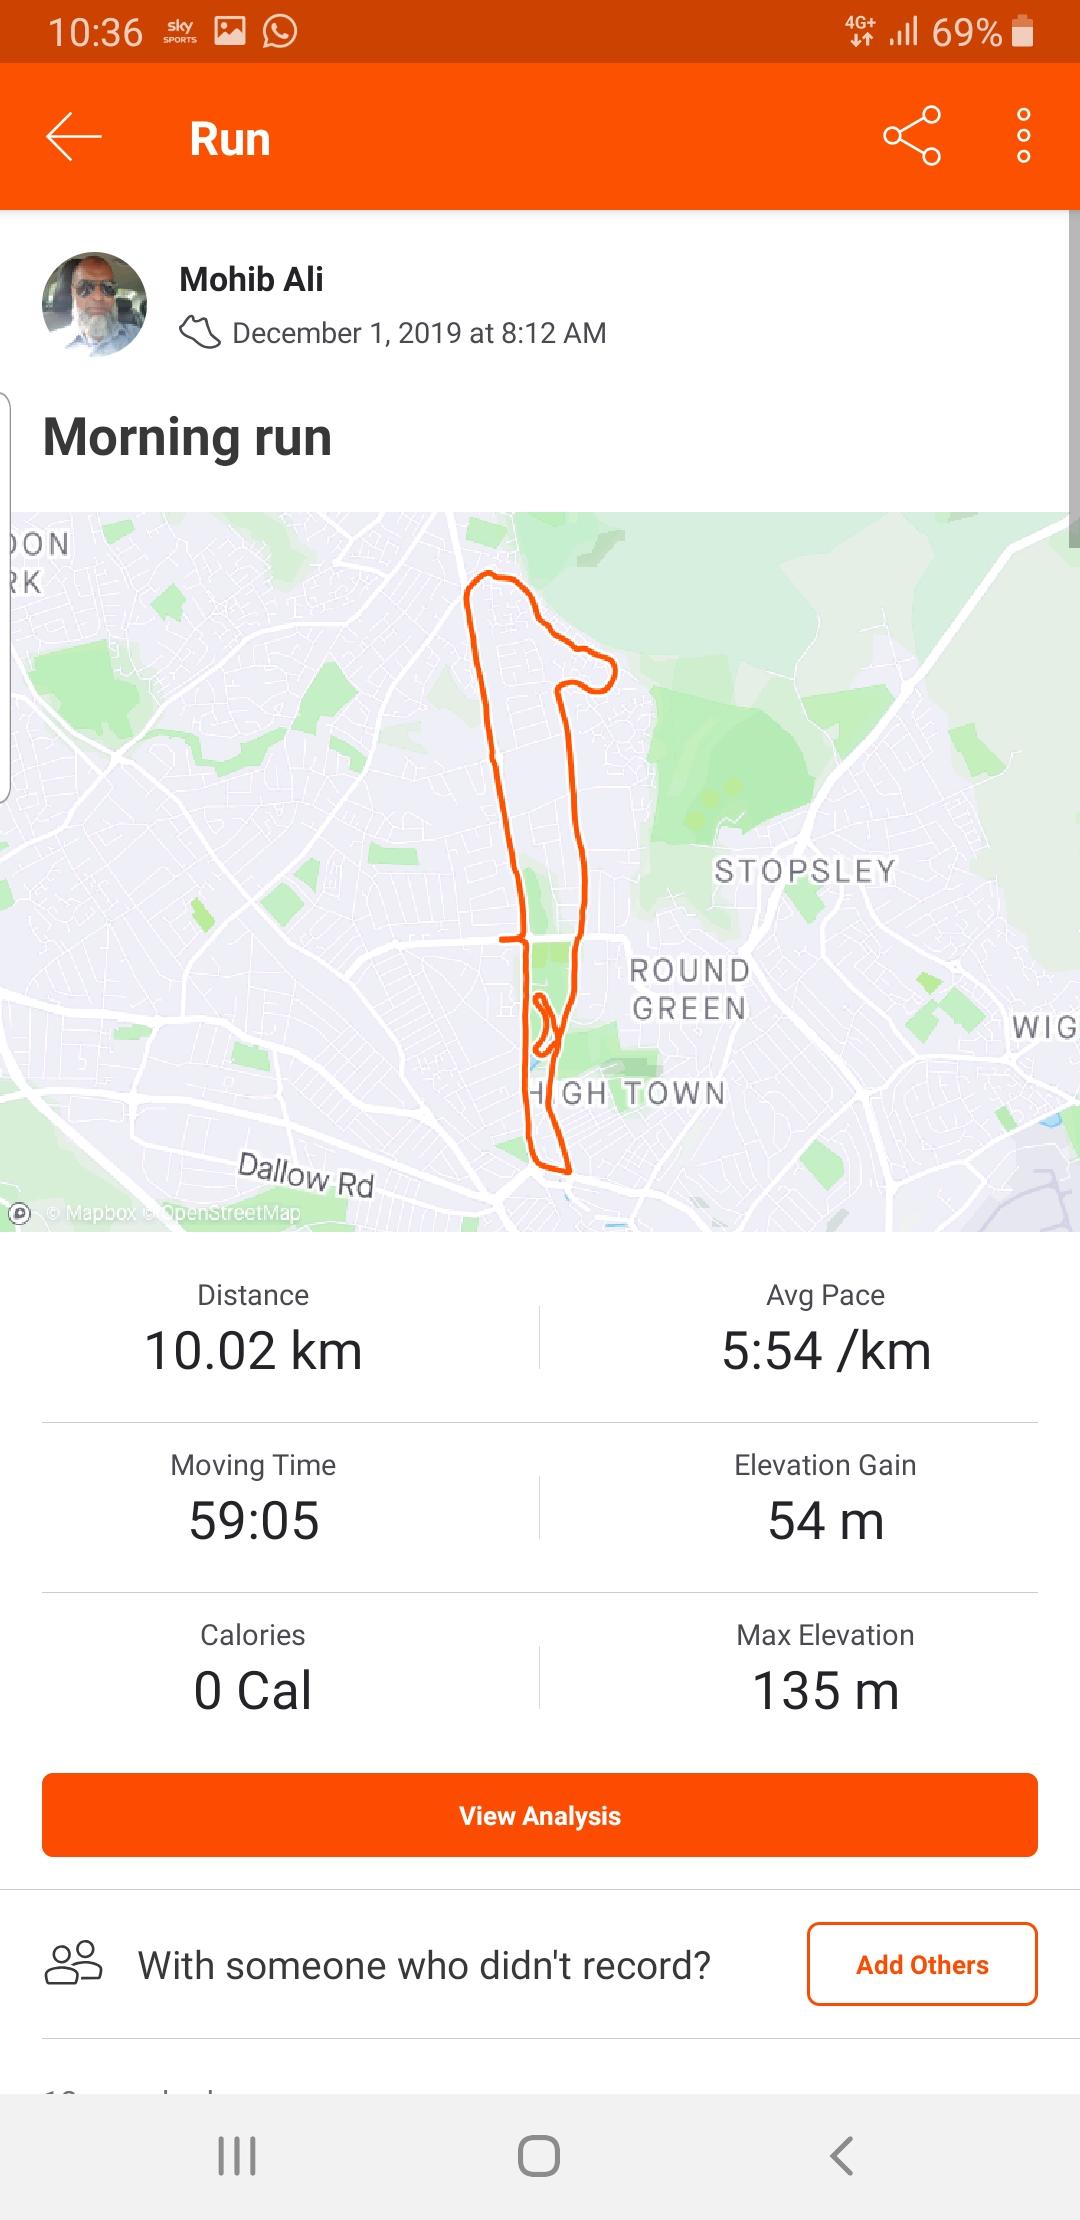 10:36 sky SPORTS 4G+ 69%
Run
Mohib Ali
December 1, 2019 at 8:12 AM
Morning run
STOPSLEY
ROUND
GREEN
WIG
HIGH TOWN
Dallow Rd
© Mapbox © OpenStreetMap
Distance
10.02 km
Avg Pace
5:54 /km
Moving Time
59:05
Elevation Gain
54 m
Calories
0 Cal
Max Elevation
135 m
View Analysis
With someone who didn't record?
Add Others